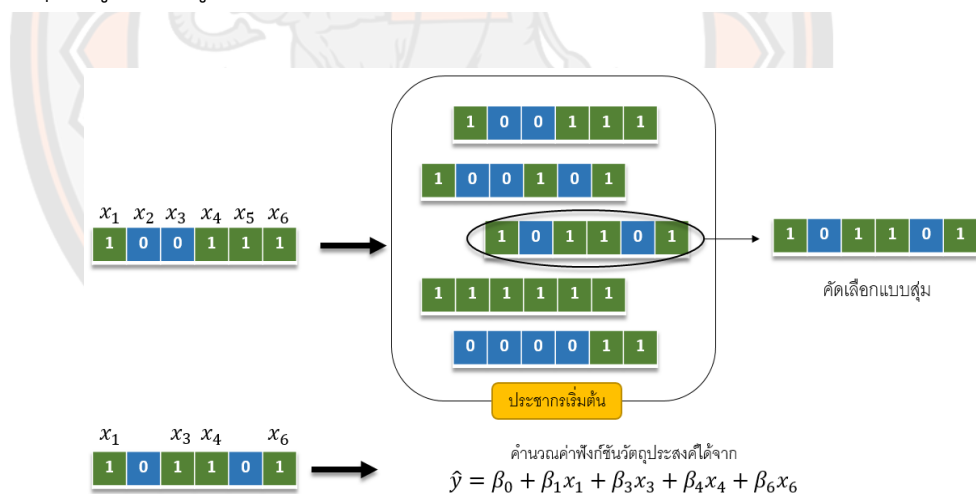 1 0 0 1 1 1
1 0 0 1 0 1
x₁ x₂ x₃ x₄ x₅ x₆
1 0 0 1 1 1
1 0 1 1 0 1
1 0 1 1 0 1
คัดเลือกแบบสุ่ม
1 1 1 1 1 1
0 0 0 0 1 1
ประชากรเริ่มต้น
x₁ x₃ x₄ x₆
1 0 1 1 0 1
คำนวณค่าฟังก์ชันวัตถุประสงค์ได้จาก
ŷ = β₀ + β₁x₁ + β₃x₃ + β₄x₄ + β₆x₆